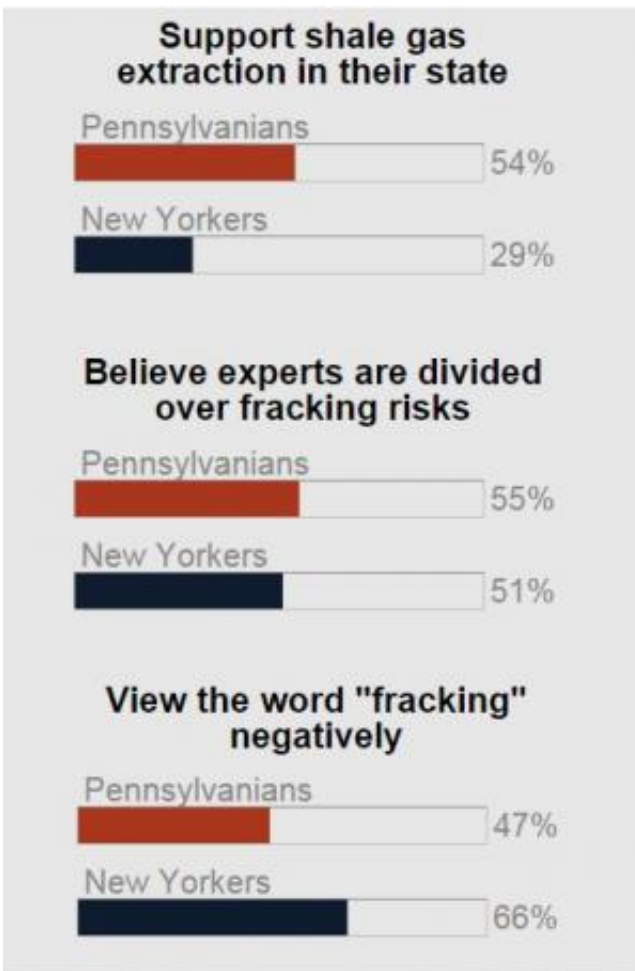 Support shale gas
extraction in their state
Pennsylvanians
54%
New Yorkers
29%
Believe experts are divided
over fracking risks
Pennsylvanians
55%
New Yorkers
51%
View the word "fracking"
negatively
Pennsylvanians
47%
New Yorkers
66%